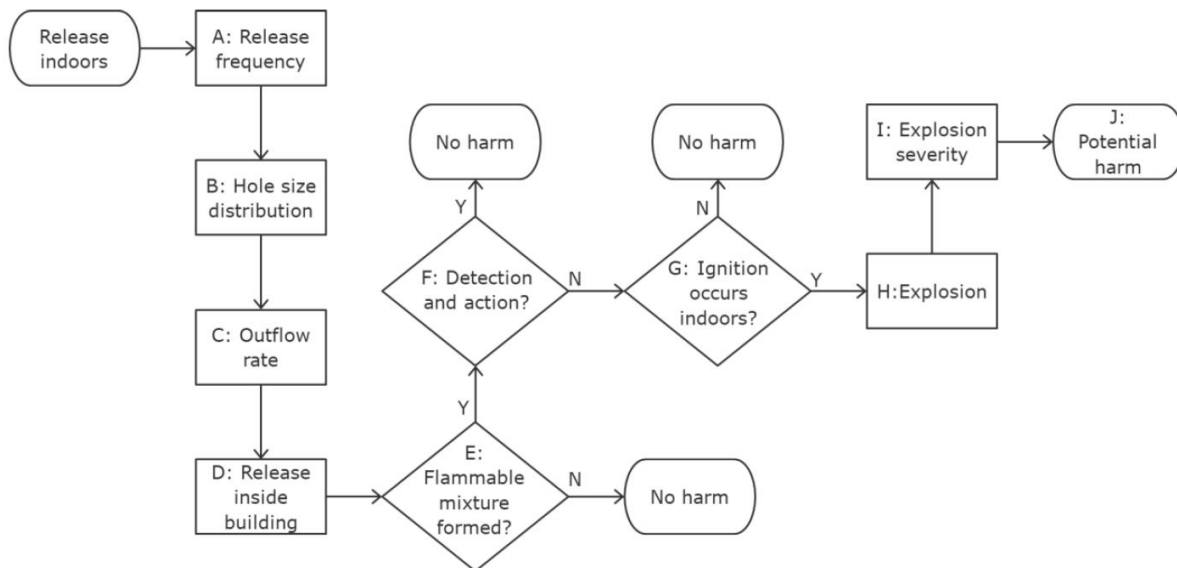 Release
indoors
A: Release
frequency
B: Hole size
distribution
C: Outflow
rate
D: Release
inside
building
E:
Flammable
mixture
formed?
N
No harm
Y
F: Detection
and action?
Y
No harm
N
G: Ignition
occurs
indoors?
N
No harm
Y
H:Explosion
I: Explosion
severity
J:
Potential
harm